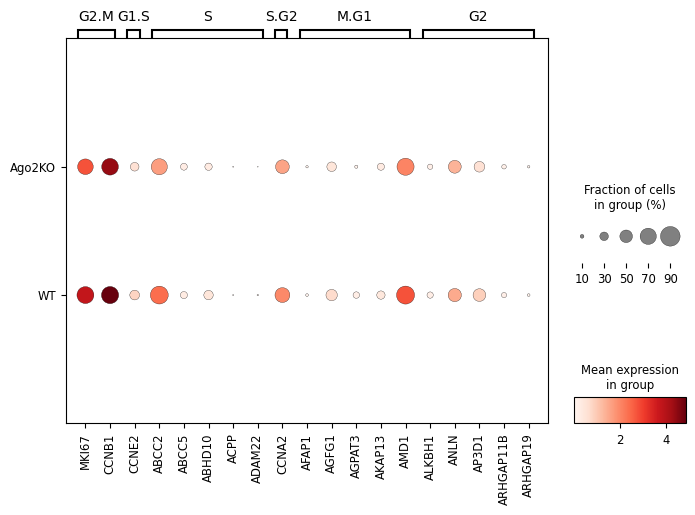 G2.M G1.S S S.G2 M.G1 G2
Ago2KO
WT
Fraction of cells
in group (%)
10 30 50 70 90
Mean expression
in group
2 4
MKI67
CCNB1
CCNE2
ABCC2
ABCC5
ABHD10
ACPP
ADAM22
CCNA2
AFAP1
AGFG1
AGPAT3
AKAP13
AMD1
ALKBH1
ANLN
AP3D1
ARHGAP11B
ARHGAP19